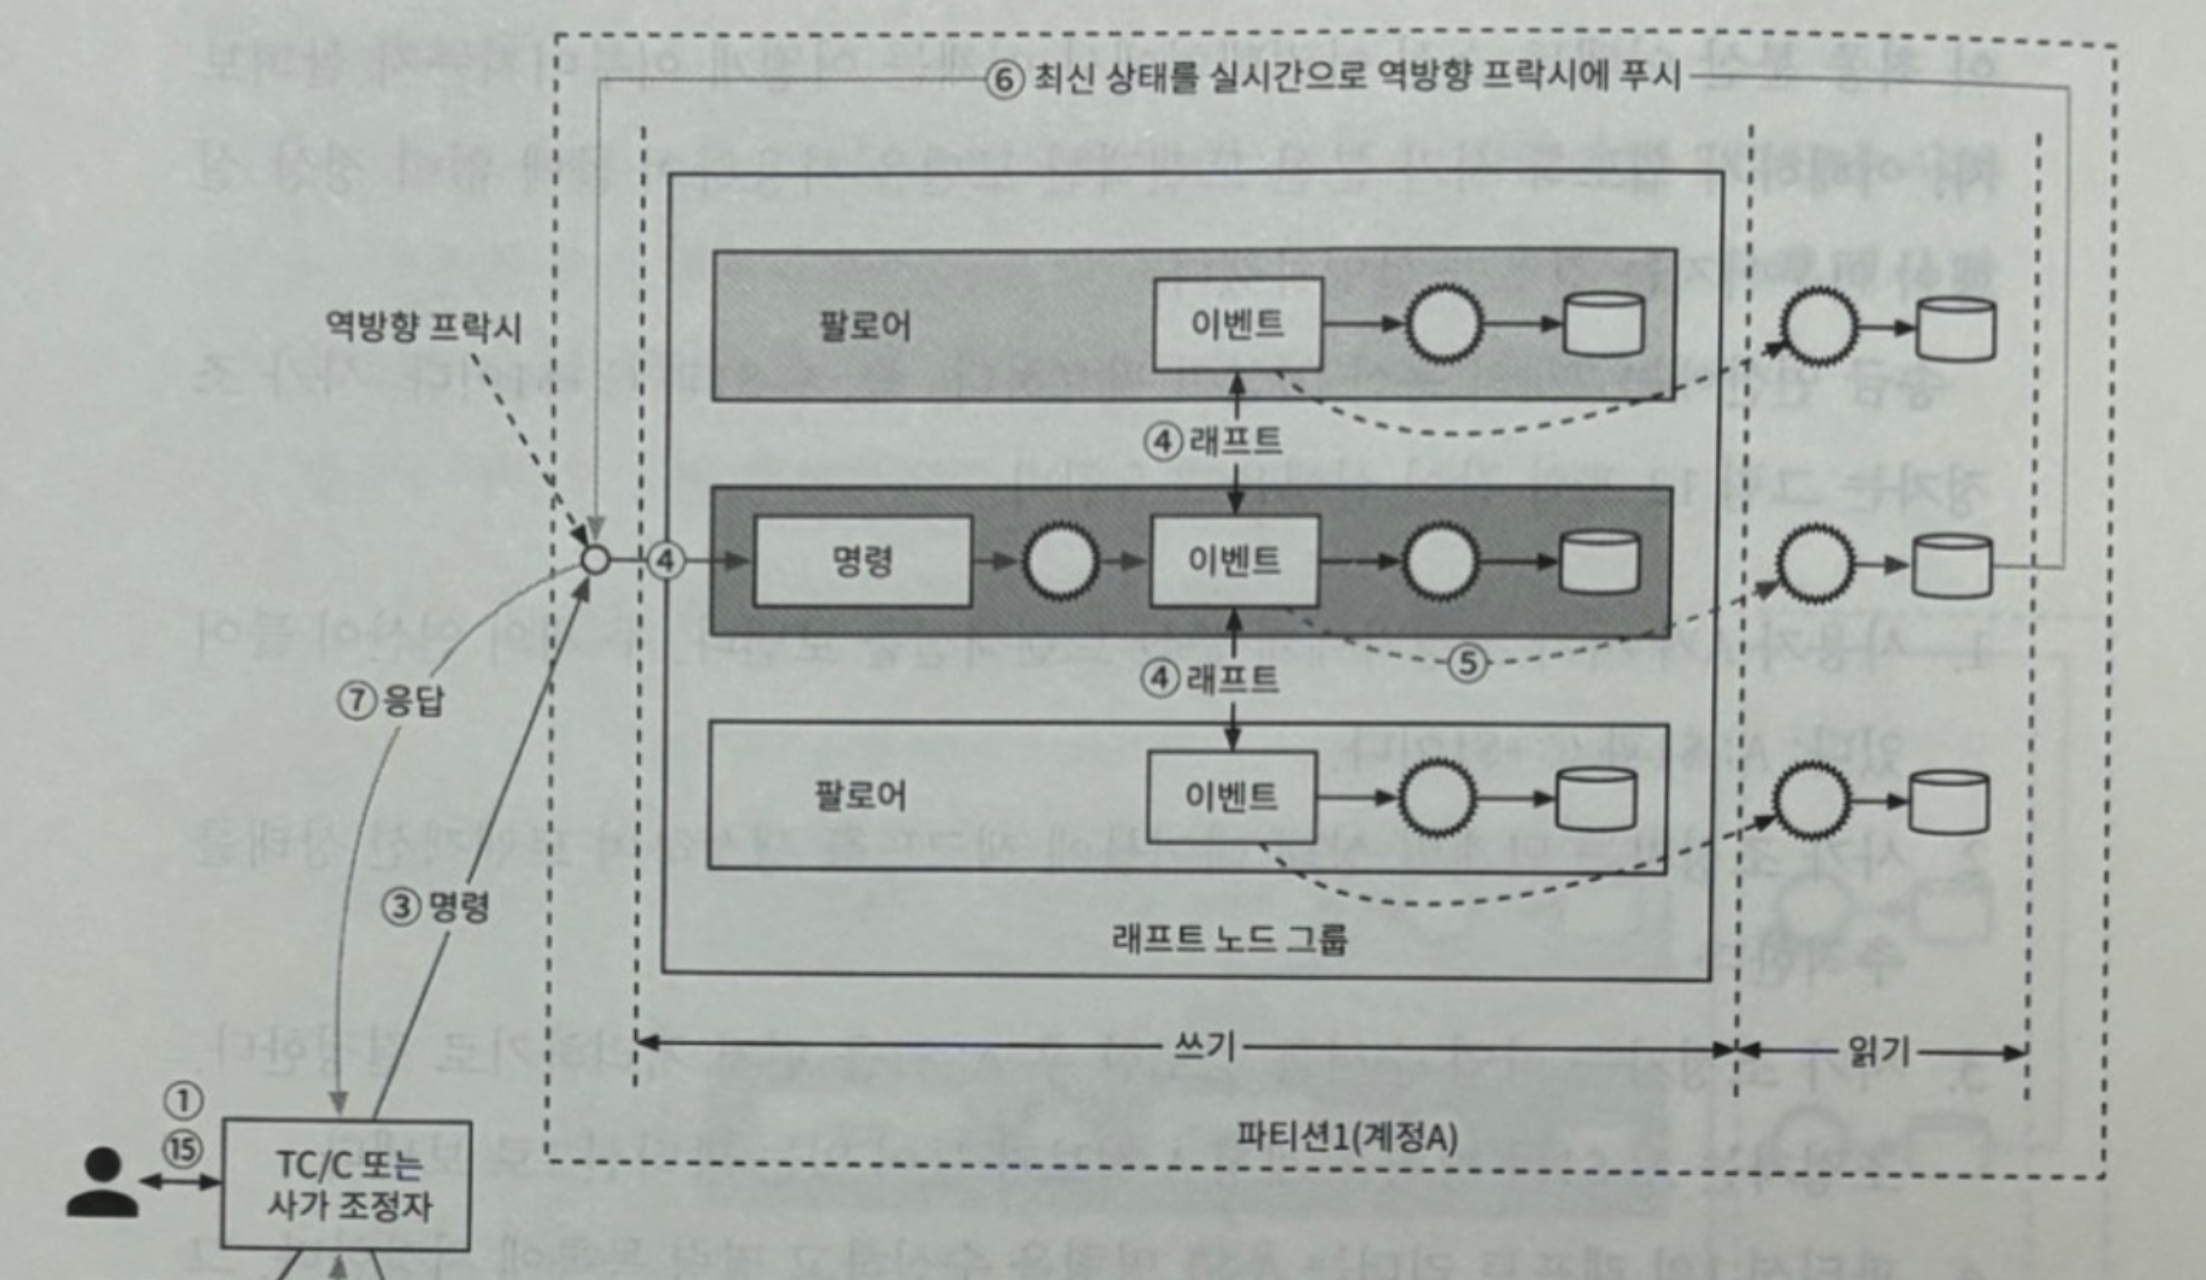 ⑥ 최신 상태를 실시간으로 역방향 프락시에 푸시
역방향 프락시
팔로어
이벤트
④ 래프트
④
명령
이벤트
⑤
④ 래프트
⑦ 응답
팔로어
이벤트
③ 명령
래프트 노드 그룹
쓰기
읽기
파티션1(계정A)
①
⑮
TC/C 또는
사가 조정자